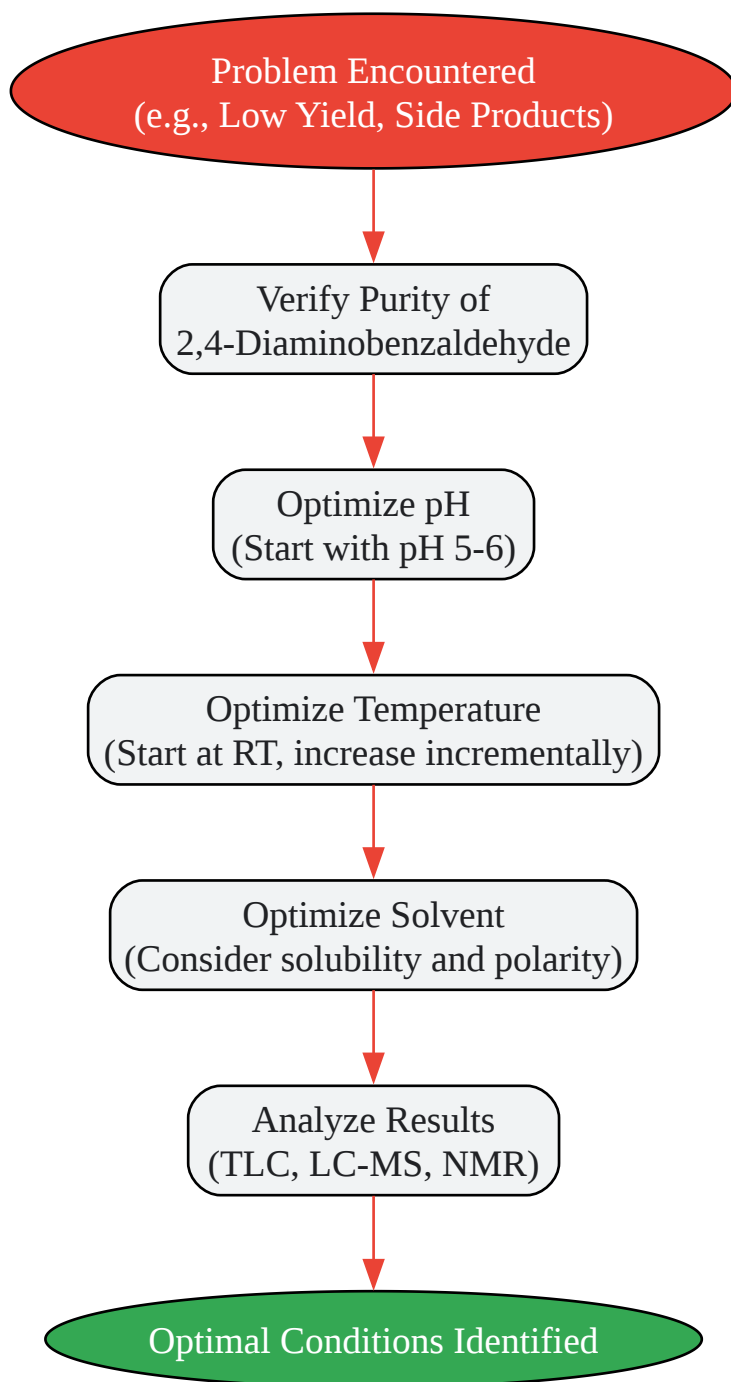 Problem Encountered
(e.g., Low Yield, Side Products)
Verify Purity of
2,4-Diaminobenzaldehyde
Optimize pH
(Start with pH 5-6)
Optimize Temperature
(Start at RT, increase incrementally)
Optimize Solvent
(Consider solubility and polarity)
Analyze Results
(TLC, LC-MS, NMR)
Optimal Conditions Identified